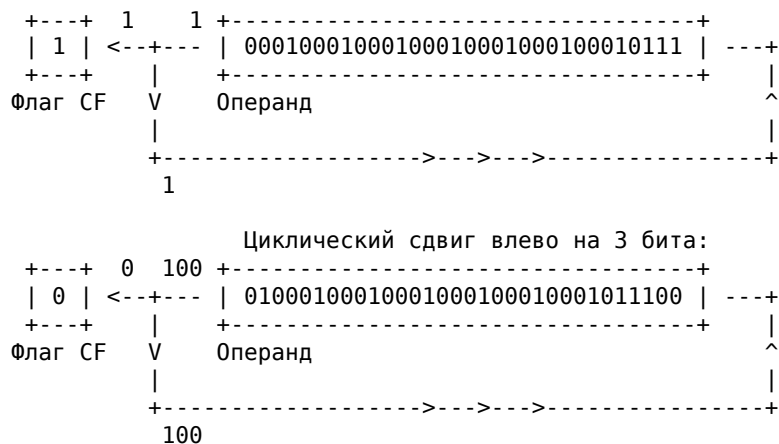 +---+  1    1 +----------------------------------+
| 1 | <--+--- | 00010001000100010001000100010111 | ---+
+---+    |    +----------------------------------+    |
Флаг CF   V    Операнд                             ^
|                                       |
+-------------------->--->--->----------------+
1
Циклический сдвиг влево на 3 бита:
+---+  0  100 +----------------------------------+
| 0 | <--+--- | 01000100010001000100010001011100 | ---+
+---+    |    +----------------------------------+    |
Флаг CF   V    Операнд                             ^
|                                       |
+-------------------->--->--->----------------+
100